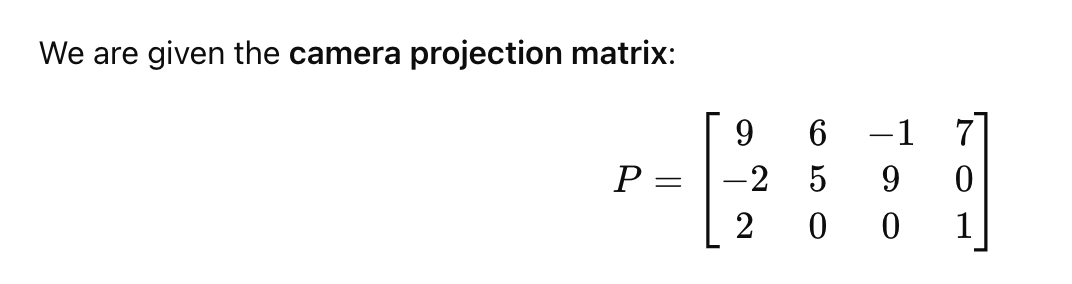 We are given the camera projection matrix:
P = [9 6 −1 7
−2 5 9 0
2 0 0 1]